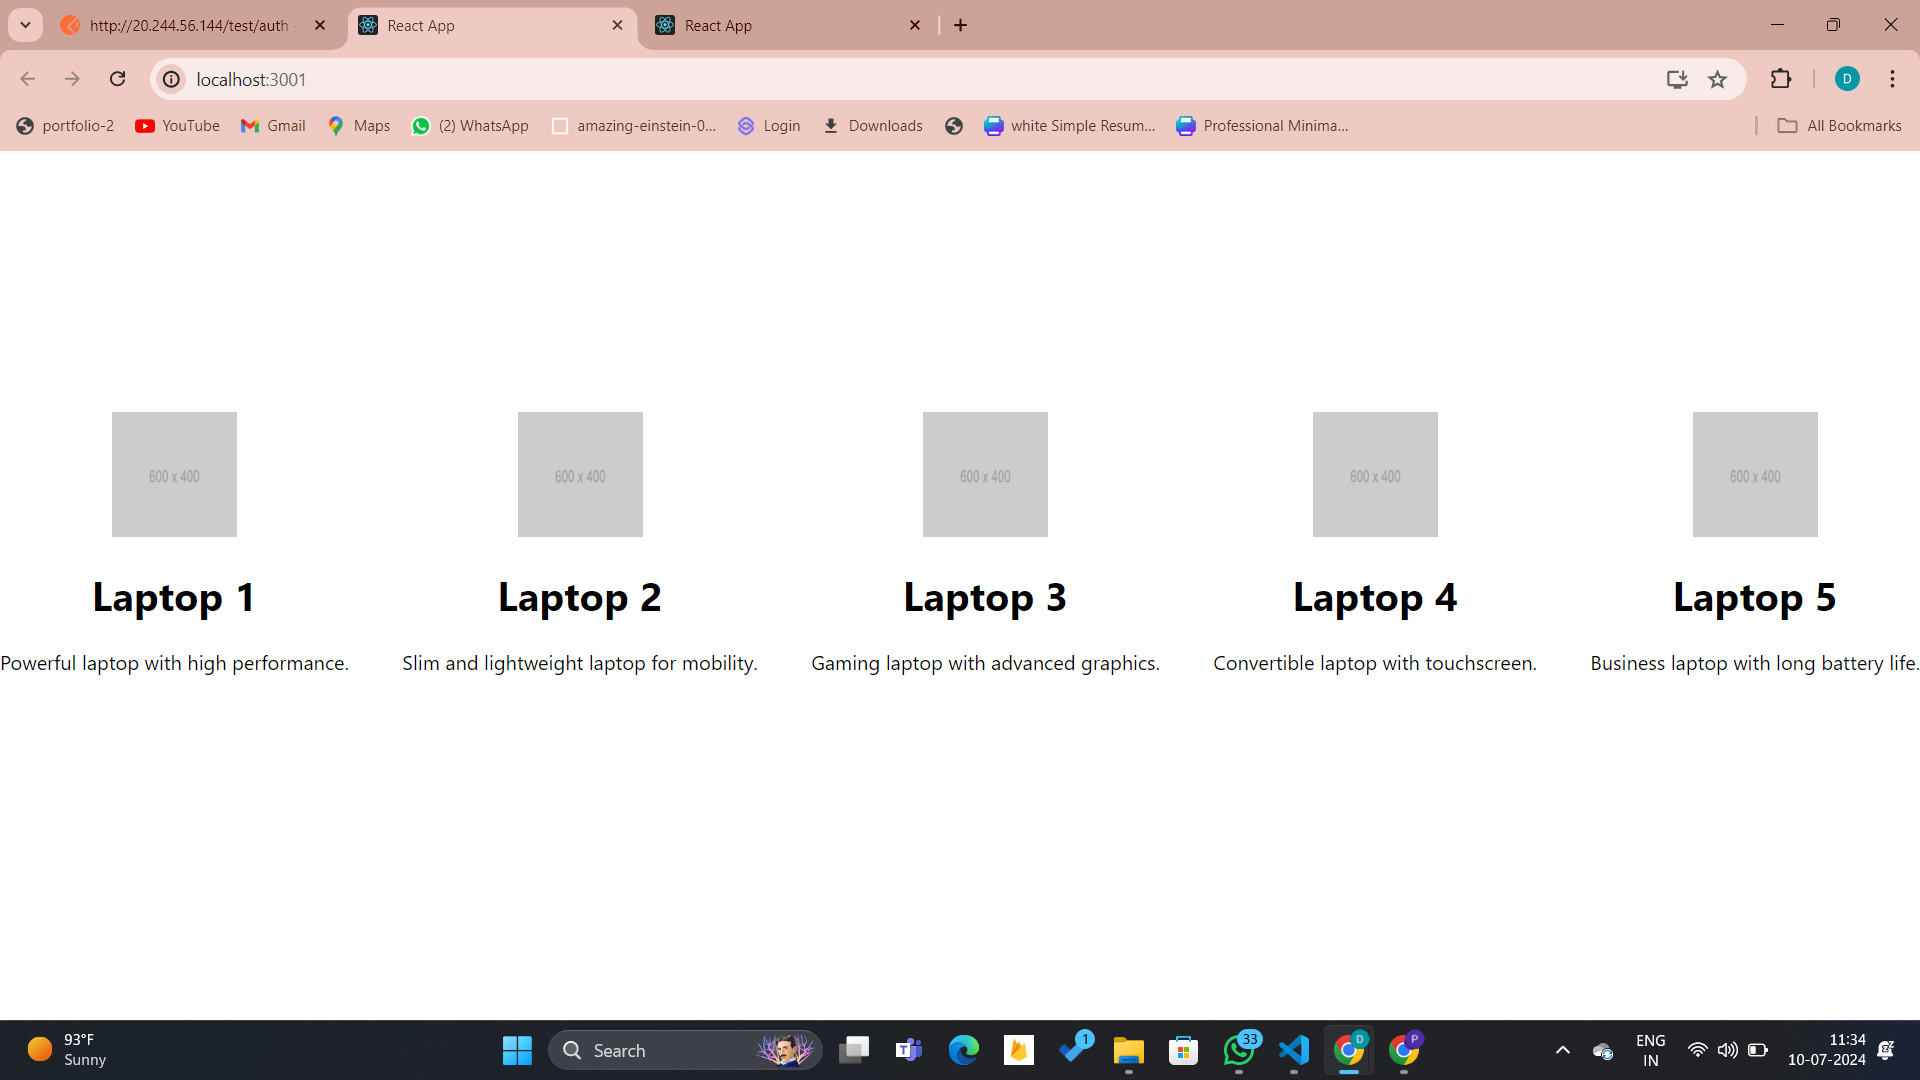 http://20.244.56.144/test/auth -
React App
React App
localhost:3001
D
portfolio-2
YouTube
Gmail
Maps
(2) WhatsApp
amazing-einstein-0...
Login
Downloads
white Simple Resum...
Professional Minima...
All Bookmarks
600 x 400
600 x 400
600 x 400
600 x 400
600 x 400
Laptop 1
Laptop 2
Laptop 3
Laptop 4
Laptop 5
Powerful laptop with high performance.
Slim and lightweight laptop for mobility.
Gaming laptop with advanced graphics.
Convertible laptop with touchscreen.
Business laptop with long battery life.
93°F
Sunny
Search
1
33
D
P
ENG
IN
11:34
10-07-2024